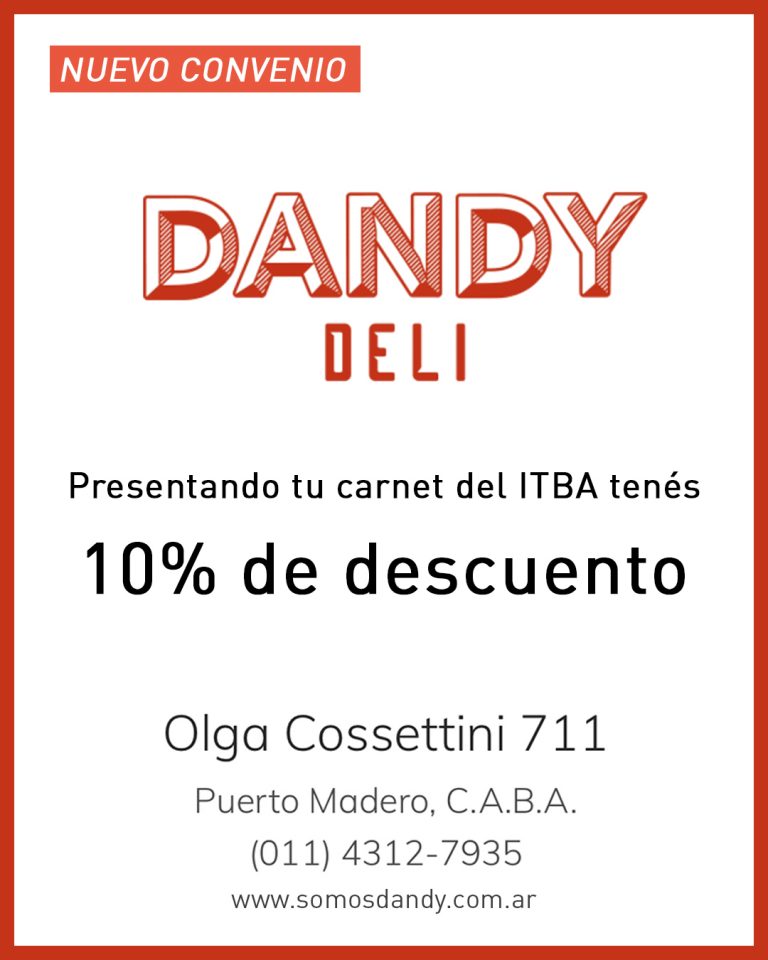 NUEVO CONVENIO
DANDY
DELI
Presentando tu carnet del ITBA tenés
10% de descuento
Olga Cossettini 711
Puerto Madero, C.A.B.A.
(011) 4312-7935
www.somosdandy.com.ar